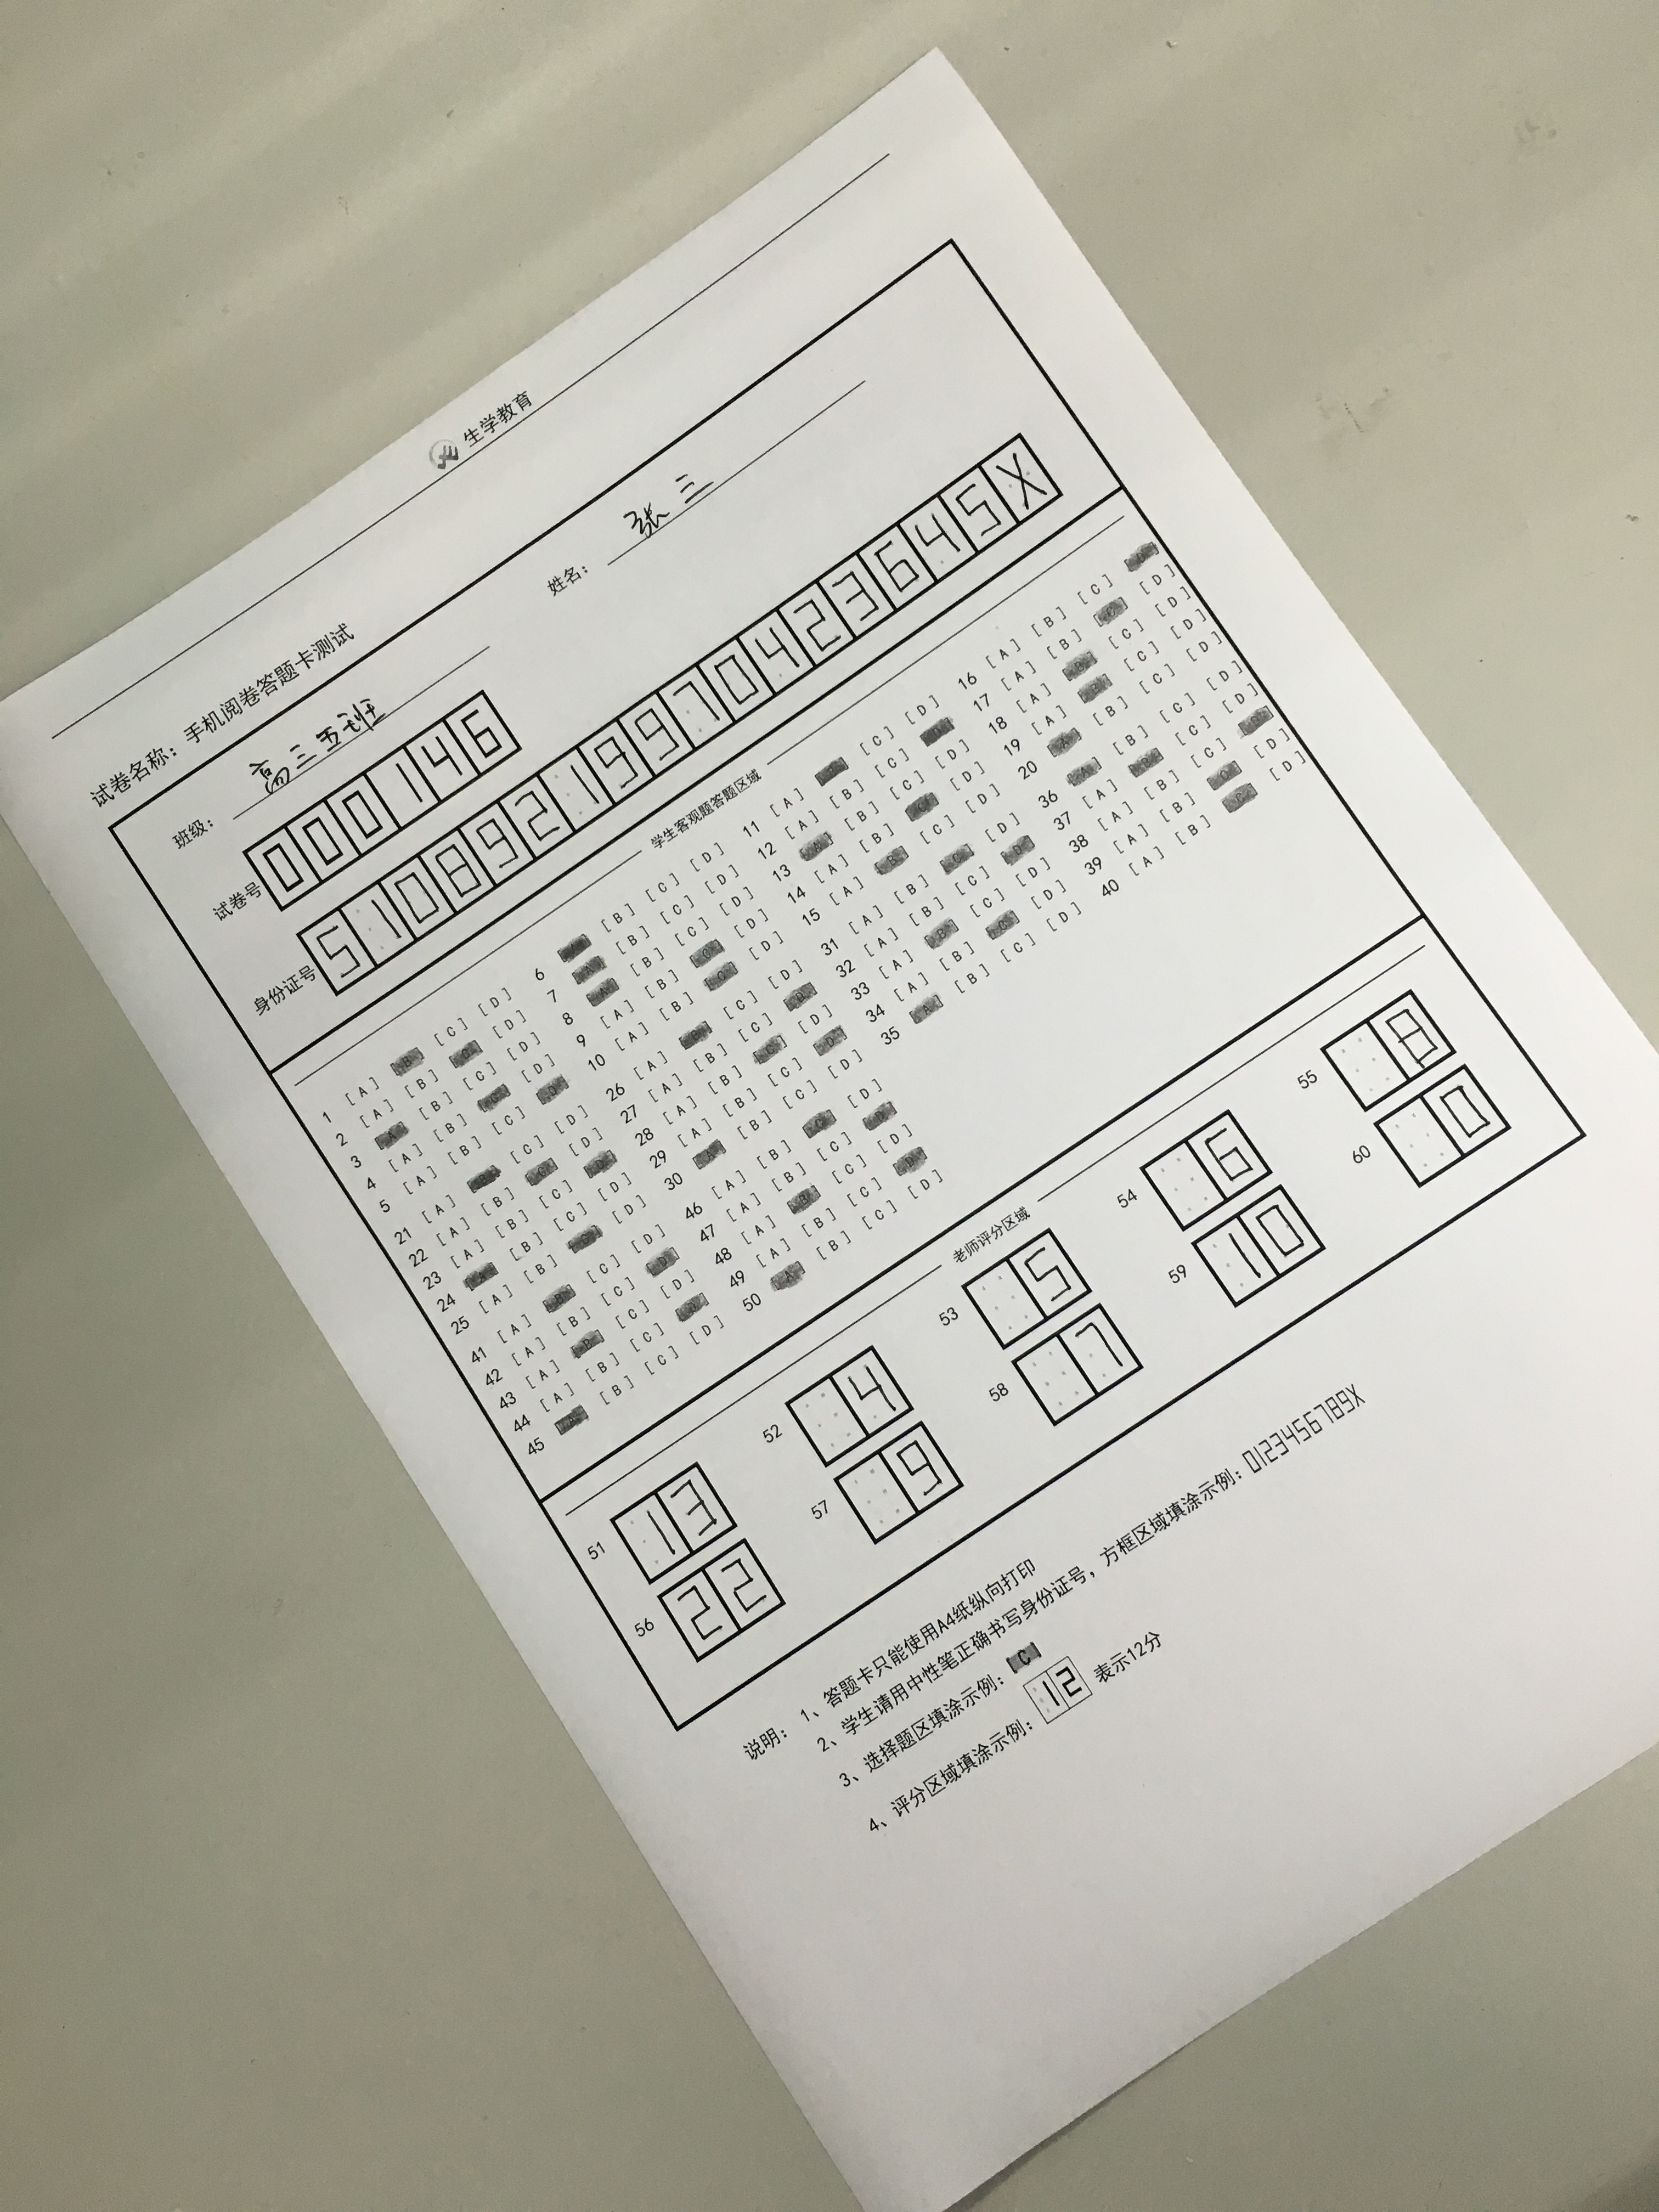 生学教育
试卷名称：手机阅卷答题卡测试
班级：高三五班 姓名：张三
试卷号 000146
身份证号 51089219970423645X
学生客观题答题区域
1 [A] [B] [C] [D] 6 [A] [B] [C] [D] 11 [A] [B] [C] [D] 16 [A] [B] [C] [D]
2 [A] [B] [C] [D] 7 [A] [B] [C] [D] 12 [A] [B] [C] [D] 17 [A] [B] [C] [D]
3 [A] [B] [C] [D] 8 [A] [B] [C] [D] 13 [A] [B] [C] [D] 18 [A] [B] [C] [D]
4 [A] [B] [C] [D] 9 [A] [B] [C] [D] 14 [A] [B] [C] [D] 19 [A] [B] [C] [D]
5 [A] [B] [C] [D] 10 [A] [B] [C] [D] 15 [A] [B] [C] [D] 20 [A] [B] [C] [D]
21 [A] [B] [C] [D] 26 [A] [B] [C] [D] 31 [A] [B] [C] [D] 36 [A] [B] [C] [D]
22 [A] [B] [C] [D] 27 [A] [B] [C] [D] 32 [A] [B] [C] [D] 37 [A] [B] [C] [D]
23 [A] [B] [C] [D] 28 [A] [B] [C] [D] 33 [A] [B] [C] [D] 38 [A] [B] [C] [D]
24 [A] [B] [C] [D] 29 [A] [B] [C] [D] 34 [A] [B] [C] [D] 39 [A] [B] [C] [D]
25 [A] [B] [C] [D] 30 [A] [B] [C] [D] 35 [A] [B] [C] [D] 40 [A] [B] [C] [D]
41 [A] [B] [C] [D] 46 [A] [B] [C] [D]
42 [A] [B] [C] [D] 47 [A] [B] [C] [D]
43 [A] [B] [C] [D] 48 [A] [B] [C] [D]
44 [A] [B] [C] [D] 49 [A] [B] [C] [D]
45 [A] [B] [C] [D] 50 [A] [B] [C] [D]
老师评分区域
51 13 52 4 53 5 54 6 55
56 22 57 9 58 7 59 10 60 0
说明： 1、答题卡只能使用A4纸纵向打印
2、学生请用中性笔正确书写身份证号，方框区域填涂示例：0123456789X
3、选择题区填涂示例：[C]
4、评分区域填涂示例：12 表示12分